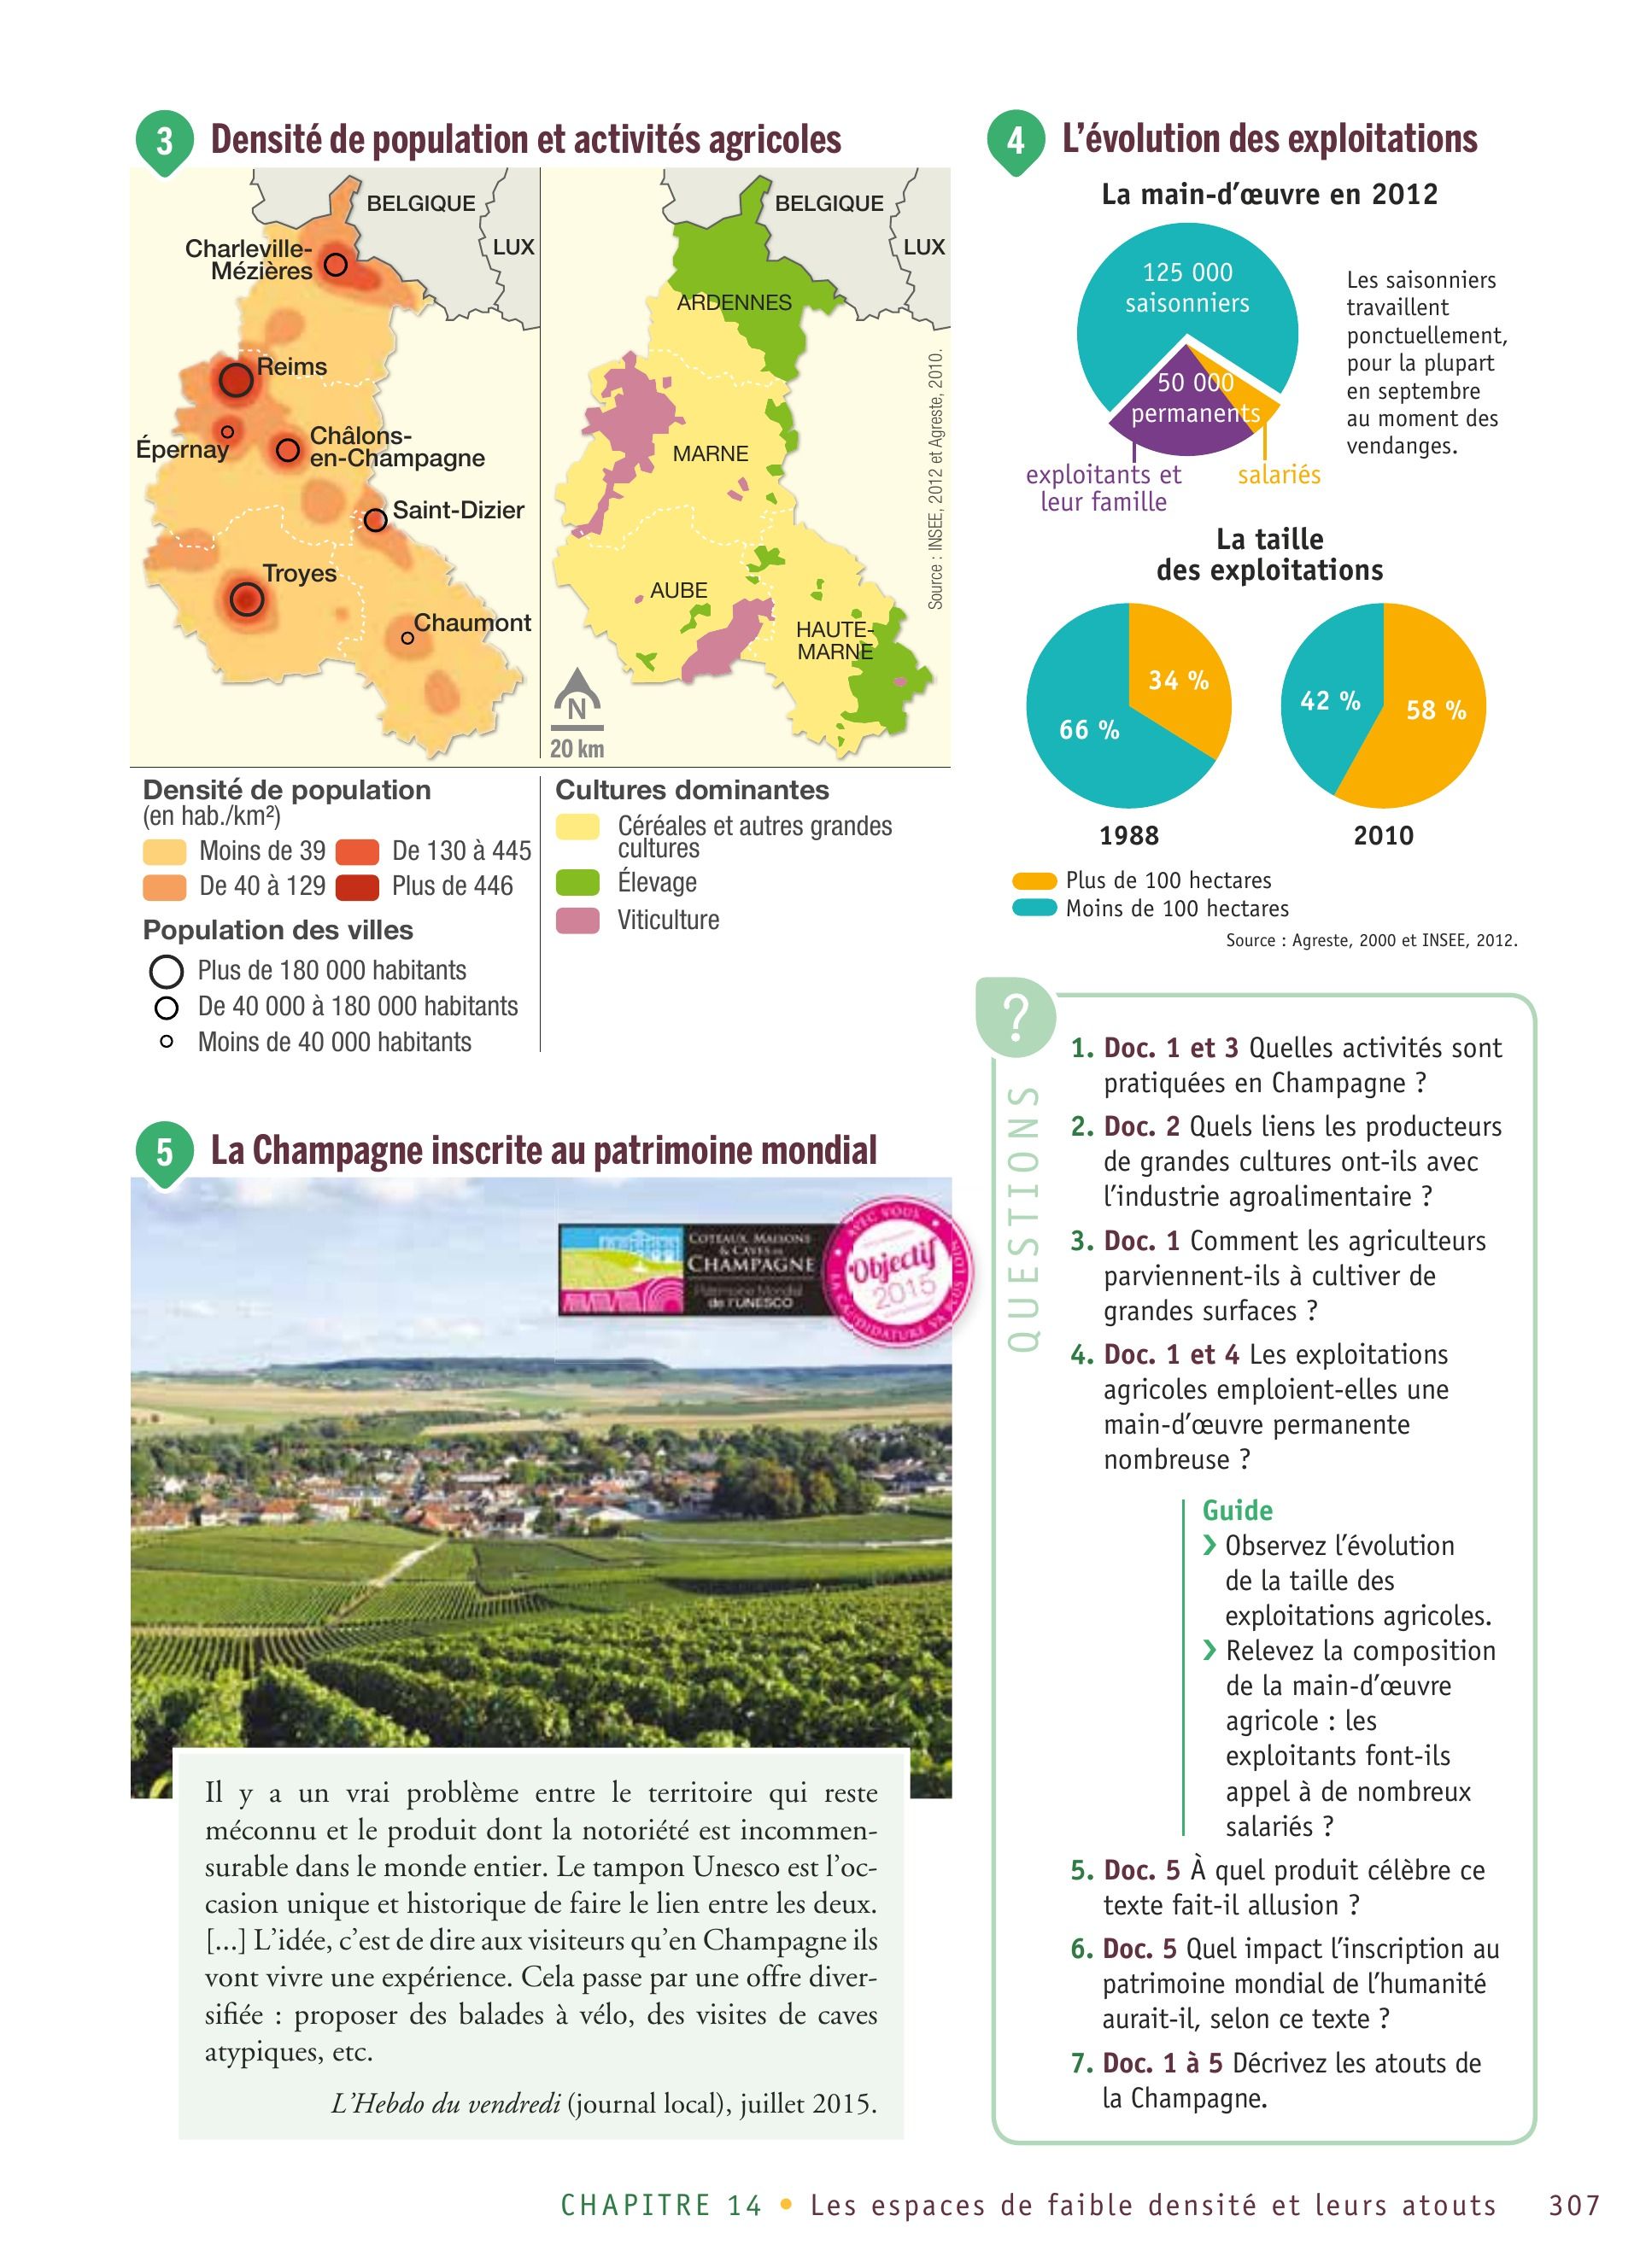 3 Densité de population et activités agricoles
BELGIQUE
LUX
Charleville-
Mézières
Reims
Épernay
Châlons-
en-Champagne
Saint-Dizier
Troyes
Chaumont
BELGIQUE
LUX
ARDENNES
MARNE
AUBE
HAUTE-
MARNE
N
20 km
Source : INSEE, 2012 et Agreste, 2010.
Densité de population
(en hab./km²)
Moins de 39
De 130 à 445
De 40 à 129
Plus de 446
Population des villes
Plus de 180 000 habitants
De 40 000 à 180 000 habitants
Moins de 40 000 habitants
Cultures dominantes
Céréales et autres grandes
cultures
Élevage
Viticulture
4 L'évolution des exploitations
La main-d'œuvre en 2012
125 000
saisonniers
50 000
permanents
exploitants et
leur famille
salariés
Les saisonniers
travaillent
ponctuellement,
pour la plupart
en septembre
au moment des
vendanges.
La taille
des exploitations
34 %
66 %
42 %
58 %
1988
2010
Plus de 100 hectares
Moins de 100 hectares
Source : Agreste, 2000 et INSEE, 2012.
5 La Champagne inscrite au patrimoine mondial
COTEAUX, MAISONS
& CAVES DE
CHAMPAGNE
Patrimoine Mondial
de l'UNESCO
AVEC VOUS
Objectif
2015
LA CANDIDATURE VA PLUS LOIN
Il y a un vrai problème entre le territoire qui reste
méconnu et le produit dont la notoriété est incommen-
surable dans le monde entier. Le tampon Unesco est l'oc-
casion unique et historique de faire le lien entre les deux.
[...] L'idée, c'est de dire aux visiteurs qu'en Champagne ils
vont vivre une expérience. Cela passe par une offre diver-
sifiée : proposer des balades à vélo, des visites de caves
atypiques, etc.
L'Hebdo du vendredi (journal local), juillet 2015.
?
QUESTIONS
1. Doc. 1 et 3 Quelles activités sont
pratiquées en Champagne ?
2. Doc. 2 Quels liens les producteurs
de grandes cultures ont-ils avec
l'industrie agroalimentaire ?
3. Doc. 1 Comment les agriculteurs
parviennent-ils à cultiver de
grandes surfaces ?
4. Doc. 1 et 4 Les exploitations
agricoles emploient-elles une
main-d'œuvre permanente
nombreuse ?
Guide
› Observez l'évolution
de la taille des
exploitations agricoles.
› Relevez la composition
de la main-d'œuvre
agricole : les
exploitants font-ils
appel à de nombreux
salariés ?
5. Doc. 5 À quel produit célèbre ce
texte fait-il allusion ?
6. Doc. 5 Quel impact l'inscription au
patrimoine mondial de l'humanité
aurait-il, selon ce texte ?
7. Doc. 1 à 5 Décrivez les atouts de
la Champagne.
CHAPITRE 14 • Les espaces de faible densité et leurs atouts 307